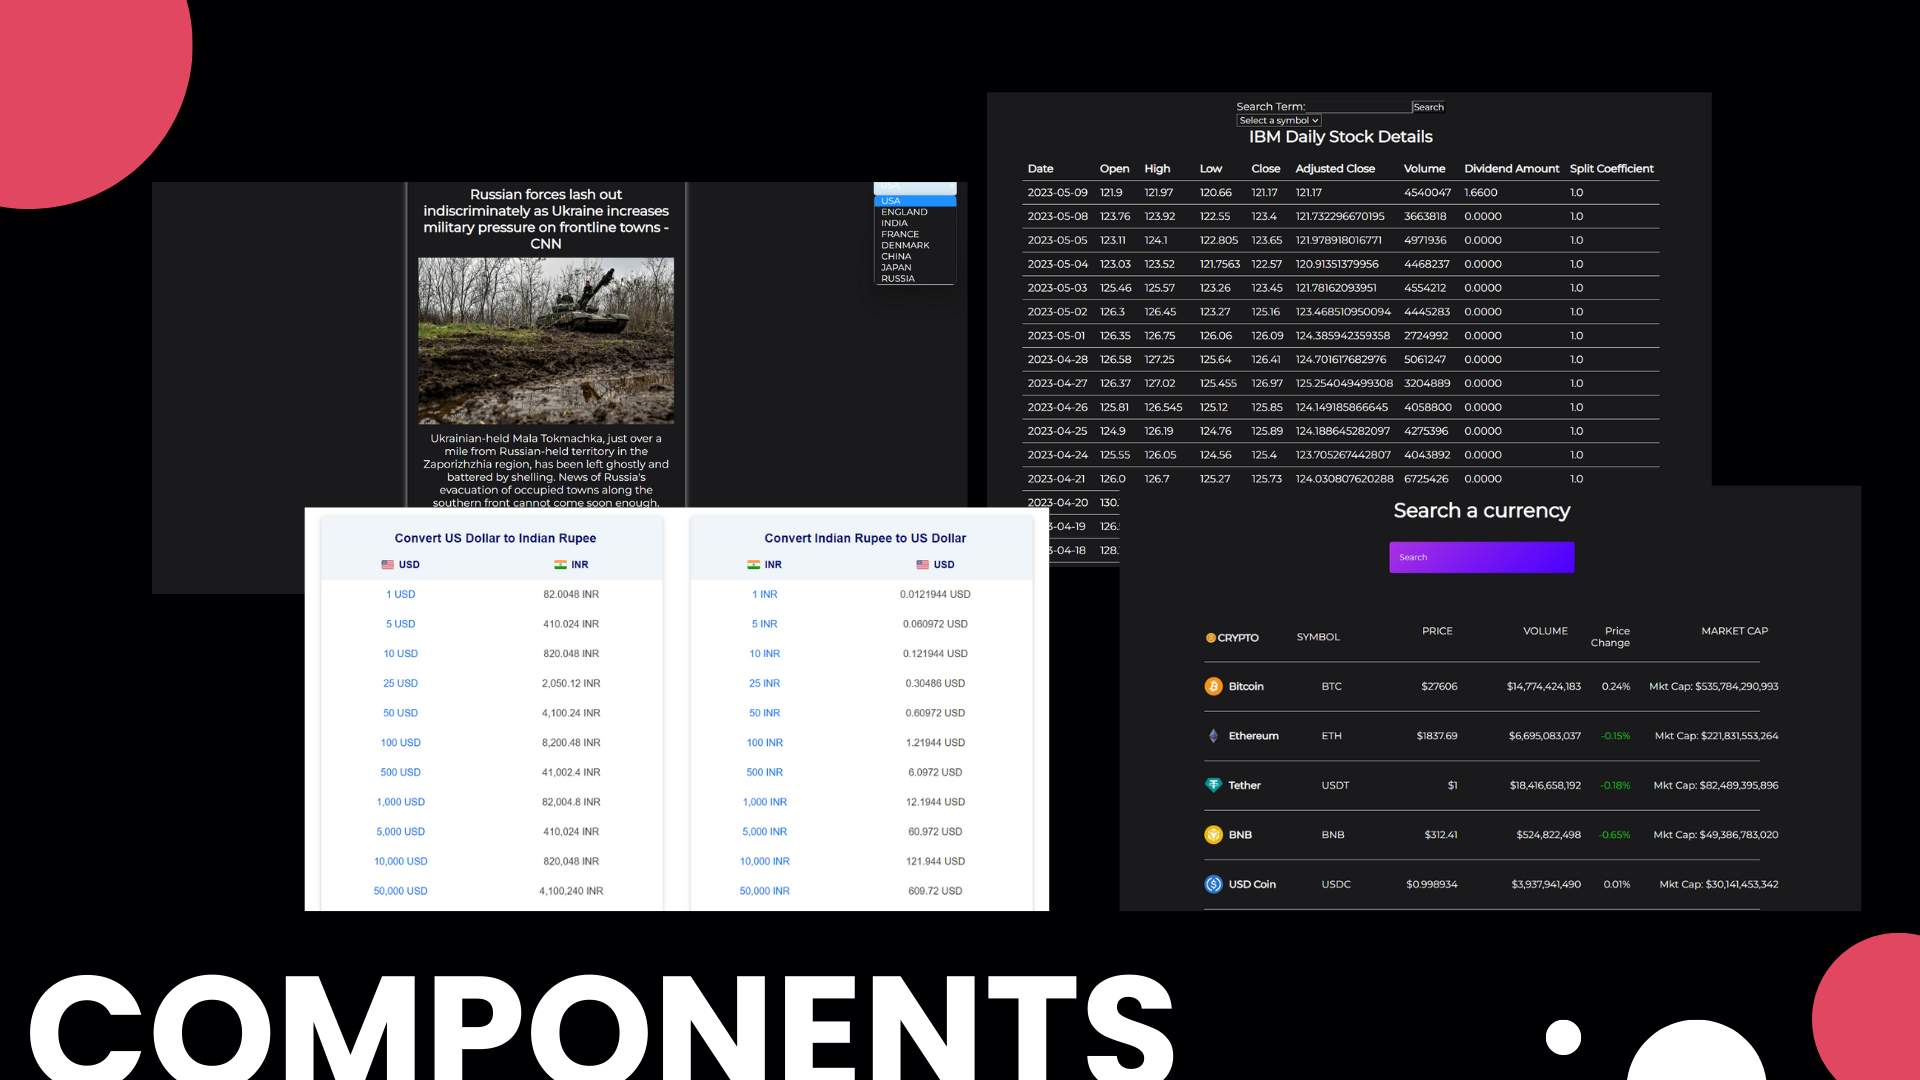 Russian forces lash out
indiscriminately as Ukraine increases
military pressure on frontline towns -
CNN
Ukrainian-held Mala Tokmachka, just over a
mile from Russian-held territory in the
Zaporizhzhia region, has been left ghostly and
battered by shelling. News of Russia's
evacuation of occupied towns along the
southern front cannot come soon enough.
USA
USA
ENGLAND
INDIA
FRANCE
DENMARK
CHINA
JAPAN
RUSSIA
Search Term: Search
Select a symbol
IBM Daily Stock Details
Date Open High Low Close Adjusted Close Volume Dividend Amount Split Coefficient
2023-05-09 121.9 121.97 120.66 121.17 121.17 4540047 1.6600 1.0
2023-05-08 123.76 123.92 122.55 123.4 121.732296670195 3663818 0.0000 1.0
2023-05-05 123.11 124.1 122.805 123.65 121.978918016771 4971936 0.0000 1.0
2023-05-04 123.03 123.52 121.7563 122.57 120.91351379956 4468237 0.0000 1.0
2023-05-03 125.46 125.57 123.26 123.45 121.78162093951 4554212 0.0000 1.0
2023-05-02 126.3 126.45 123.27 125.16 123.468510950094 4445283 0.0000 1.0
2023-05-01 126.35 126.75 126.06 126.09 124.385942359358 2724992 0.0000 1.0
2023-04-28 126.58 127.25 125.64 126.41 124.701617682976 5061247 0.0000 1.0
2023-04-27 126.37 127.02 125.455 126.97 125.254049499308 3204889 0.0000 1.0
2023-04-26 125.81 126.545 125.12 125.85 124.149185866645 4058800 0.0000 1.0
2023-04-25 124.9 126.19 124.76 125.89 124.188645282097 4275396 0.0000 1.0
2023-04-24 125.55 126.05 124.56 125.4 123.705267442807 4043892 0.0000 1.0
2023-04-21 126.0 126.7 125.27 125.73 124.030807620288 6725426 0.0000 1.0
2023-04-20 130.
3-04-19 126.
3-04-18 128.
Convert US Dollar to Indian Rupee
USD INR
1 USD 82.0048 INR
5 USD 410.024 INR
10 USD 820.048 INR
25 USD 2,050.12 INR
50 USD 4,100.24 INR
100 USD 8,200.48 INR
500 USD 41,002.4 INR
1,000 USD 82,004.8 INR
5,000 USD 410,024 INR
10,000 USD 820,048 INR
50,000 USD 4,100,240 INR
Convert Indian Rupee to US Dollar
INR USD
1 INR 0.0121944 USD
5 INR 0.060972 USD
10 INR 0.121944 USD
25 INR 0.30486 USD
50 INR 0.60972 USD
100 INR 1.21944 USD
500 INR 6.0972 USD
1,000 INR 12.1944 USD
5,000 INR 60.972 USD
10,000 INR 121.944 USD
50,000 INR 609.72 USD
Search a currency
Search
CRYPTO SYMBOL PRICE VOLUME Price Change MARKET CAP
Bitcoin BTC $27606 $14,774,424,183 0.24% Mkt Cap: $535,784,290,993
Ethereum ETH $1837.69 $6,695,083,037 -0.15% Mkt Cap: $221,831,553,264
Tether USDT $1 $18,416,658,192 -0.18% Mkt Cap: $82,489,395,896
BNB BNB $312.41 $524,822,498 -0.65% Mkt Cap: $49,386,783,020
USD Coin USDC $0.998934 $3,937,941,490 0.01% Mkt Cap: $30,141,453,342
COMPONENTS